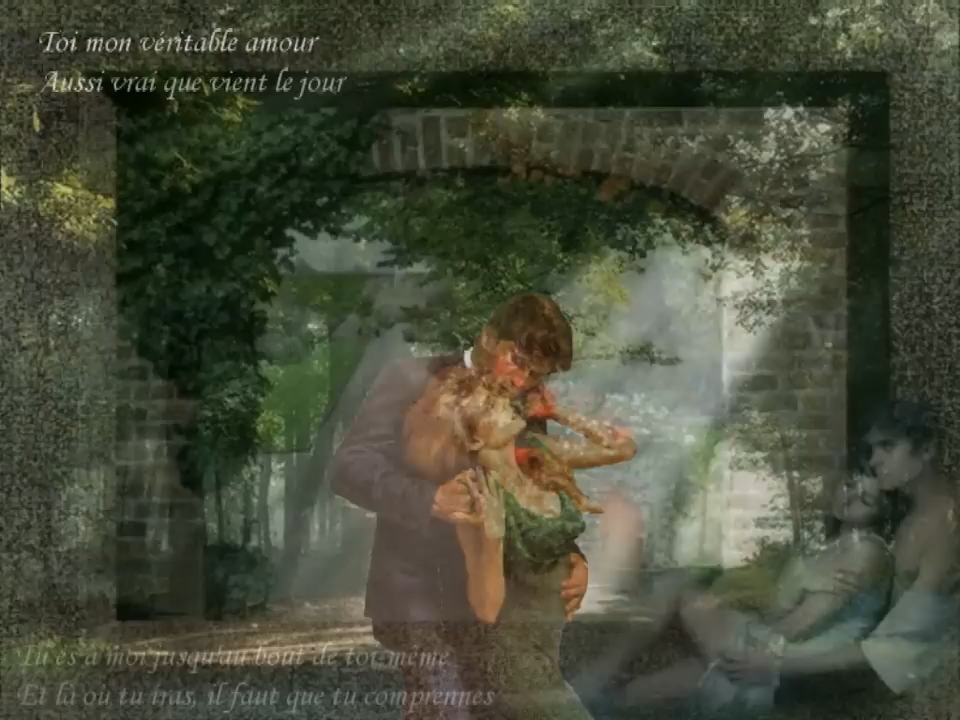 Toi mon véritable amour
Aussi vrai que vient le jour
Tu es à moi jusqu'au bout de toi-même
Et là où tu iras, il faut que tu comprennes